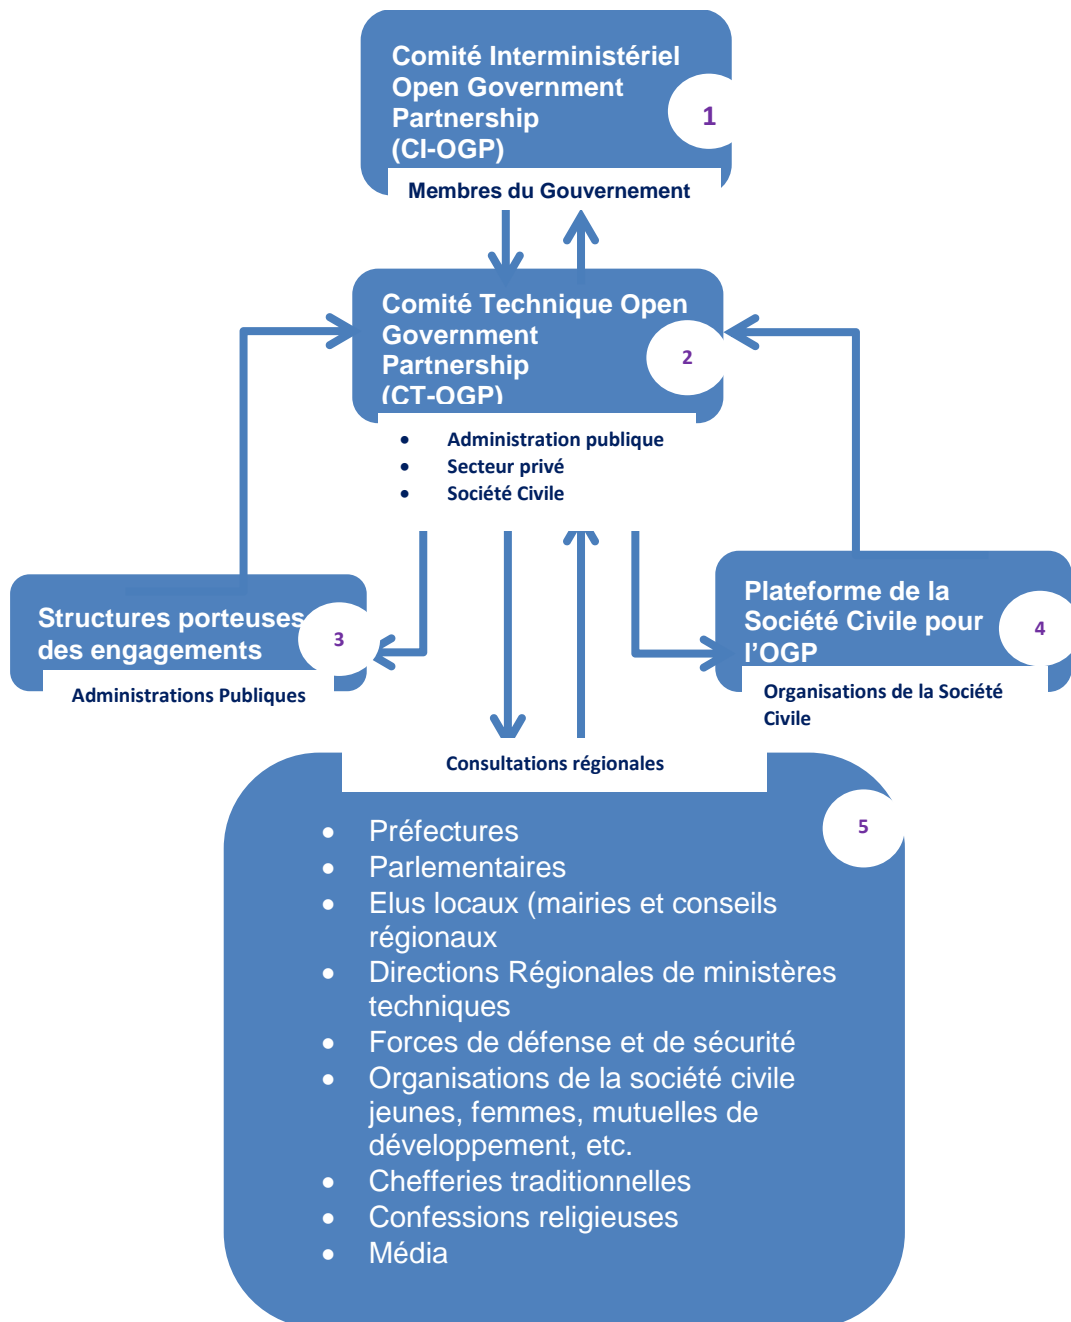 Comité Interministériel
Open Government
Partnership
(CI-OGP)
1
Membres du Gouvernement
Comité Technique Open
Government
Partnership
(CT-OGP)
2
• Administration publique
• Secteur privé
• Société Civile
Structures porteuses
des engagements
3
Administrations Publiques
Plateforme de la
Société Civile pour
l’OGP
4
Organisations de la Société
Civile
Consultations régionales
5
• Préfectures
• Parlementaires
• Elus locaux (mairies et conseils
régionaux
• Directions Régionales de ministères
techniques
• Forces de défense et de sécurité
• Organisations de la société civile
jeunes, femmes, mutuelles de
développement, etc.
• Chefferies traditionnelles
• Confessions religieuses
• Média